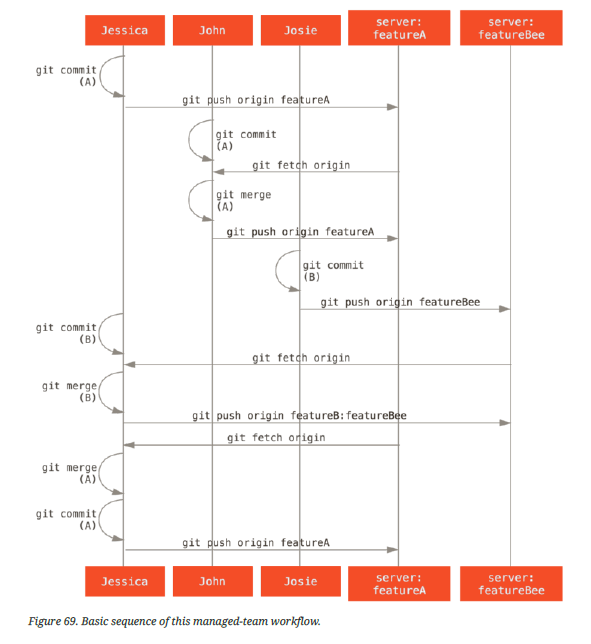 Jessica
John
Josie
server:
featureA
server:
featureBee
git commit
(A)
git push origin featureA
git commit
(A)
git fetch origin
git merge
(A)
git push origin featureA
git commit
(B)
git push origin featureBee
git commit
(B)
git fetch origin
git merge
(B)
git push origin featureB:featureBee
git fetch origin
git merge
(A)
git commit
(A)
git push origin featureA
Jessica
John
Josie
server:
featureA
server:
featureBee
Figure 69. Basic sequence of this managed-team workflow.